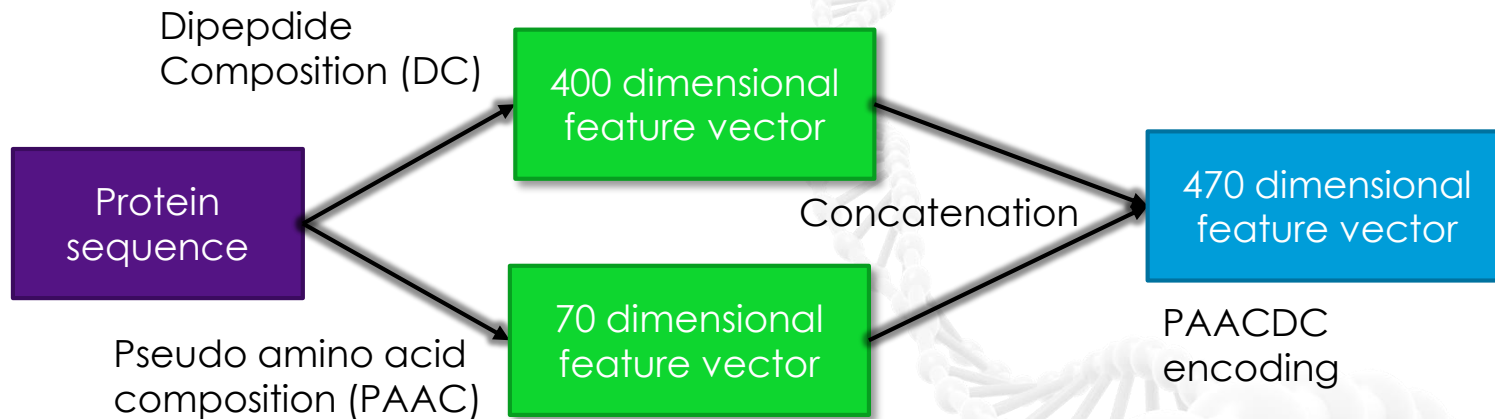 Dipepdide
Composition (DC)
400 dimensional
feature vector
Protein
sequence
Concatenation
470 dimensional
feature vector
Pseudo amino acid
composition (PAAC)
70 dimensional
feature vector
PAACDC
encoding